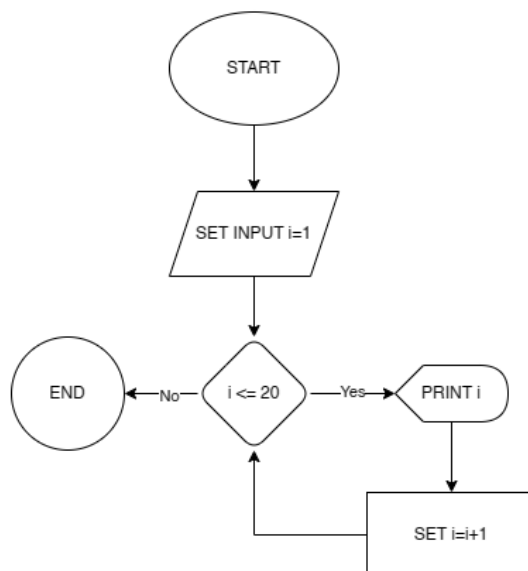 START
SET INPUT i=1
i <= 20
Yes
PRINT i
SET i=i+1
No
END